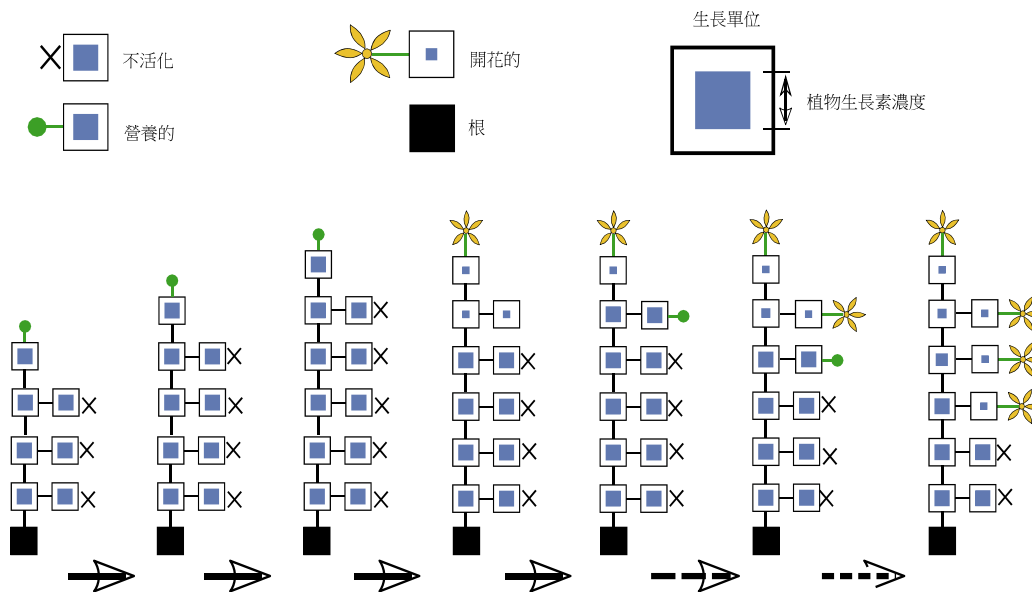 生長單位
不活化
開花的
植物生長素濃度
營養的
根